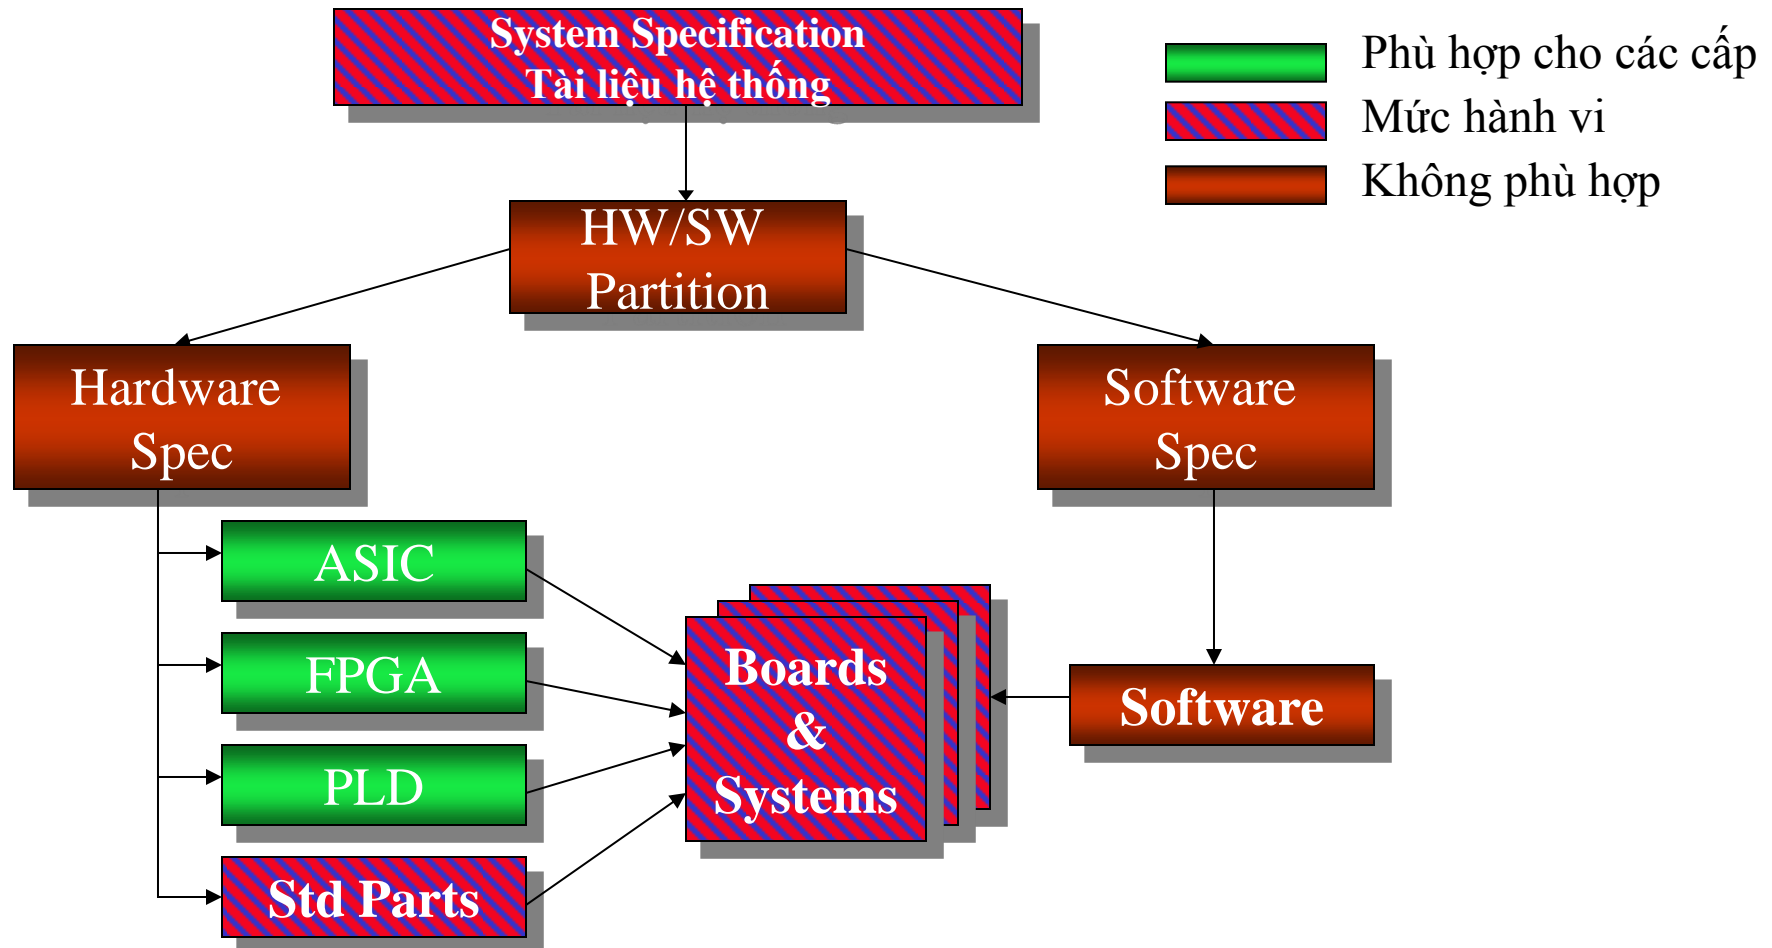 System Specification
Tài liệu hệ thống
Phù hợp cho các cấp
Mức hành vi
Không phù hợp
HW/SW
Partition
Hardware
Spec
Software
Spec
ASIC
FPGA
PLD
Std Parts
Boards
&
Systems
Software